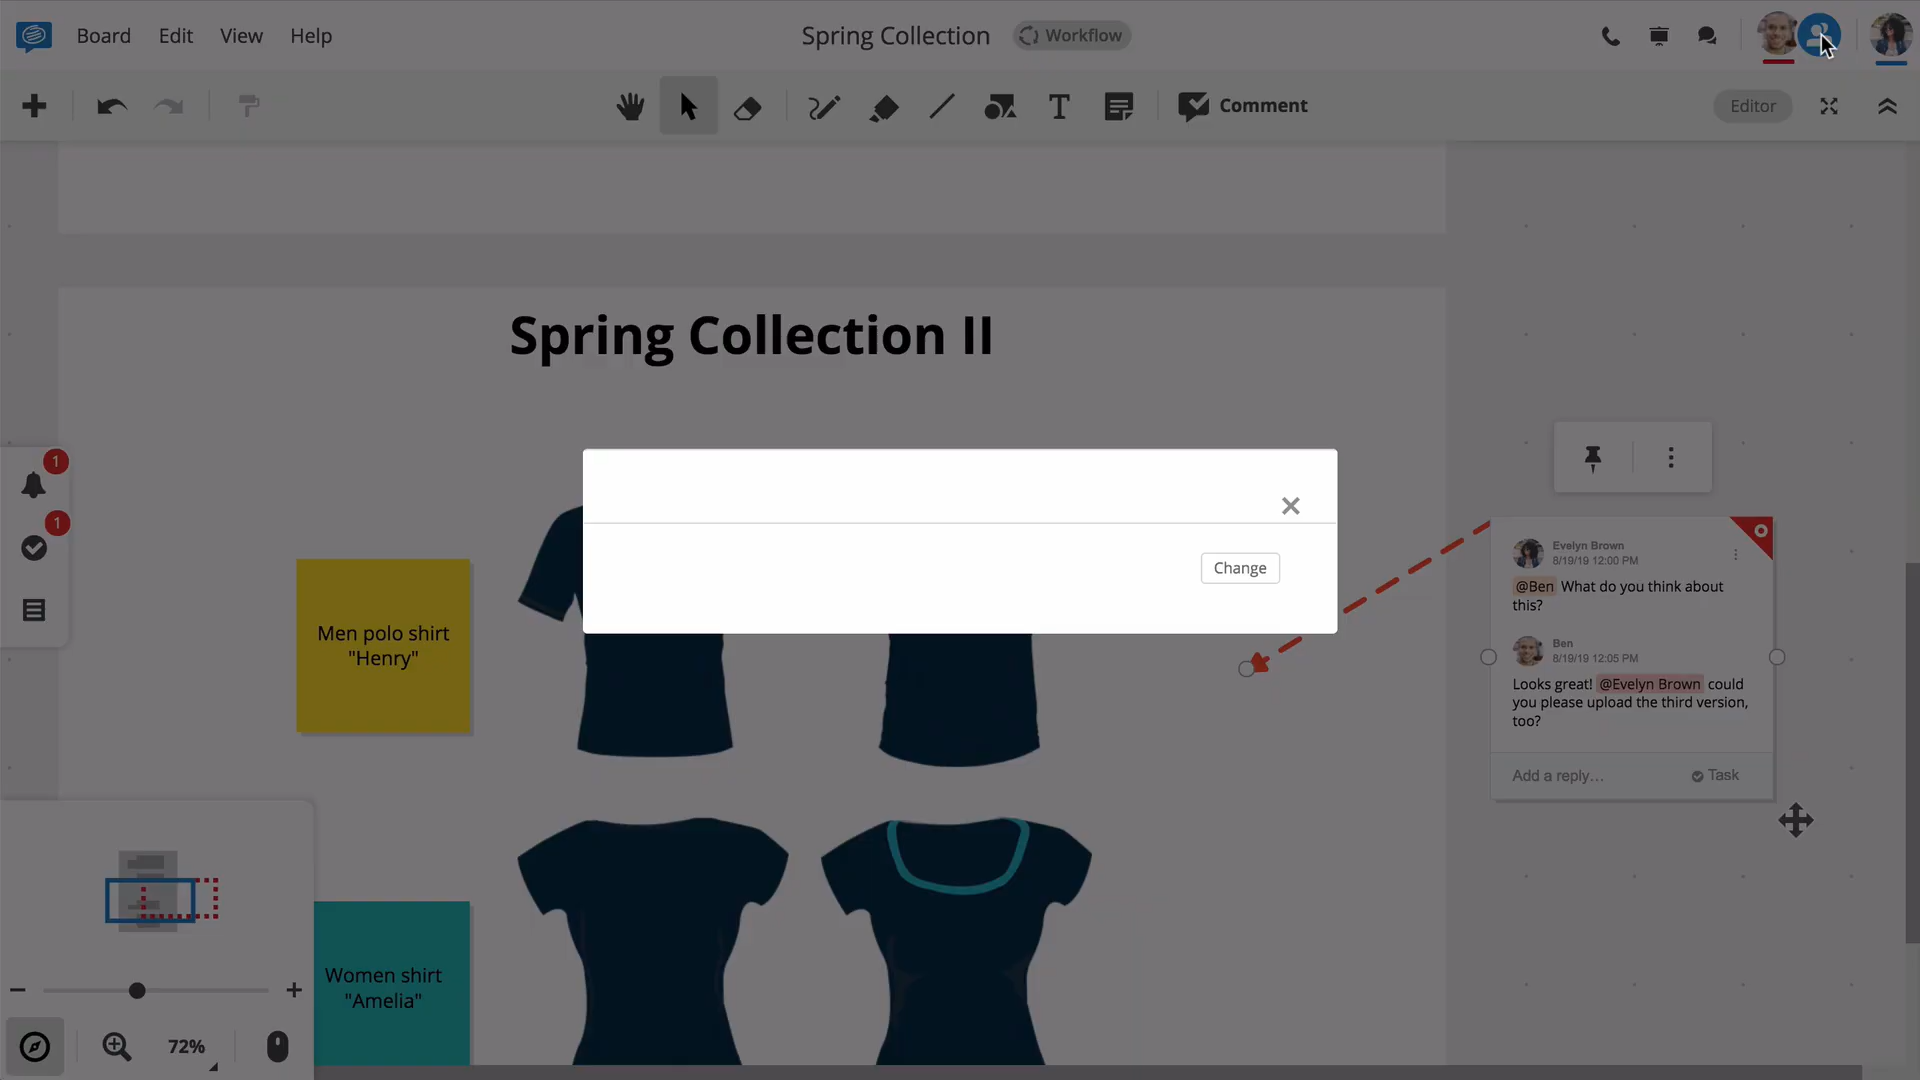 Board Edit View Help
Spring Collection Workflow
Comment
Editor
Spring Collection II
1
1
Change
Men polo shirt
"Henry"
Evelyn Brown
8/19/19 12:00 PM
@Ben What do you think about
this?
Ben
8/19/19 12:05 PM
Looks great! @Evelyn Brown could
you please upload the third version,
too?
Add a reply... Task
Women shirt
"Amelia"
72%